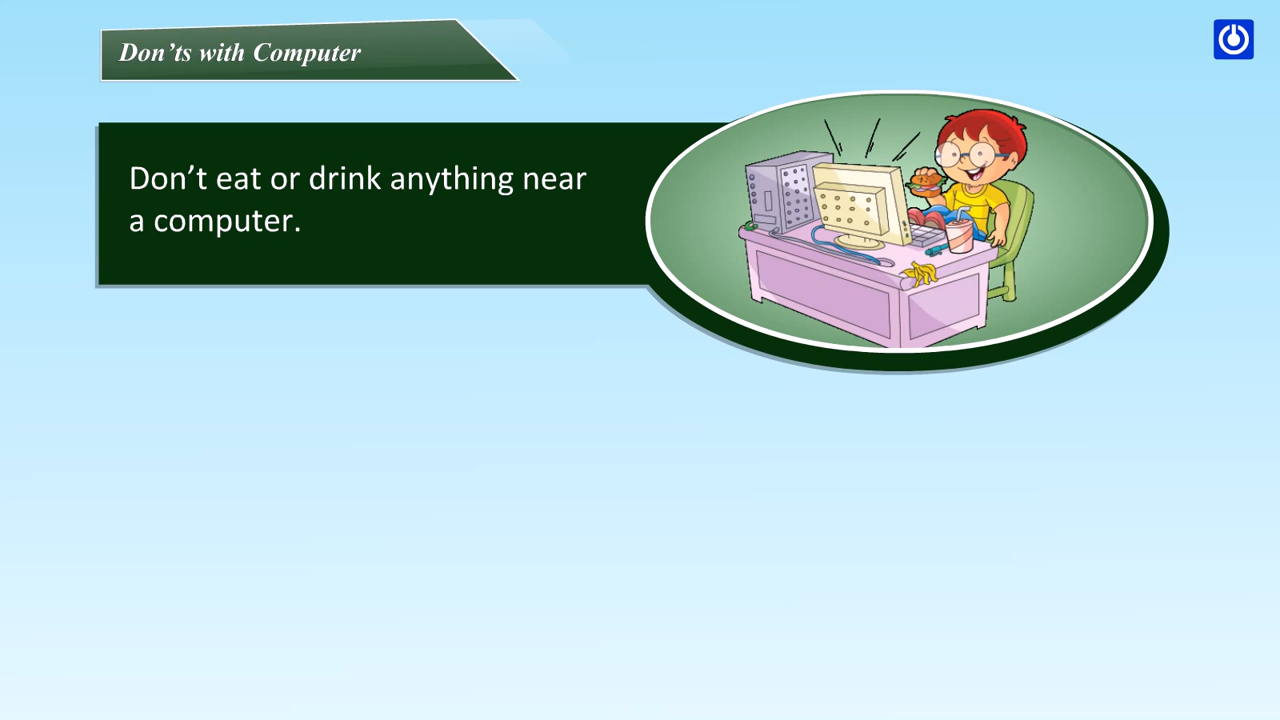 Don’ts with Computer
Don’t eat or drink anything near
a computer.